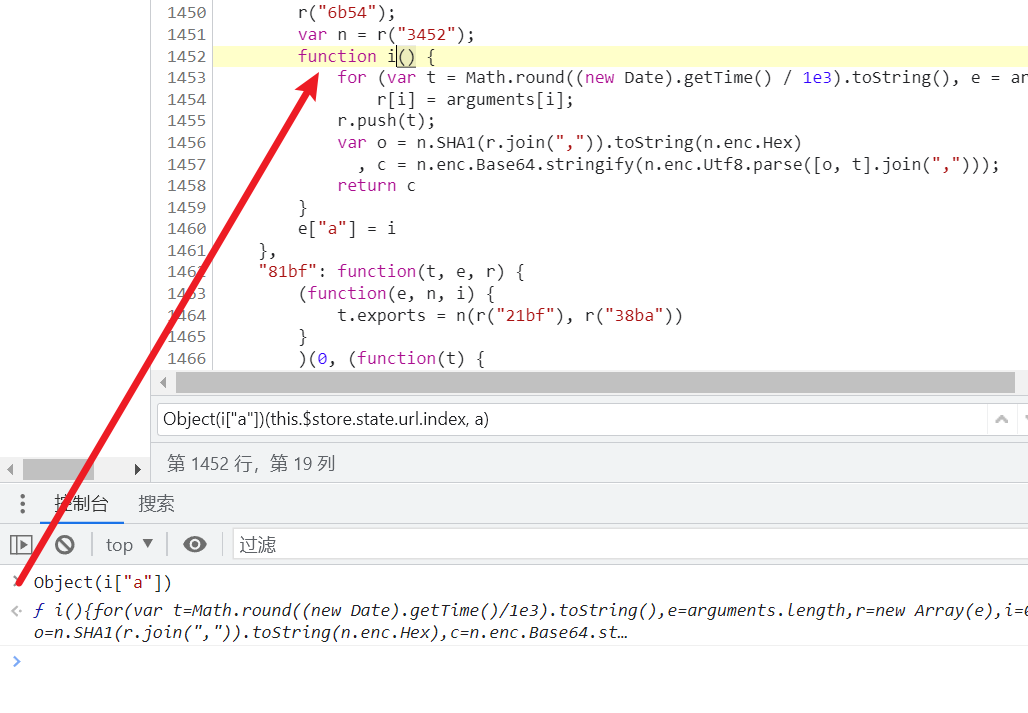 1450 r("6b54");
1451 var n = r("3452");
1452 function i() {
1453 for (var t = Math.round((new Date).getTime() / 1e3).toString(), e = ar
1454 r[i] = arguments[i];
1455 r.push(t);
1456 var o = n.SHA1(r.join(",")).toString(n.enc.Hex)
1457 , c = n.enc.Base64.stringify(n.enc.Utf8.parse([o, t].join(",")));
1458 return c
1459 }
1460 e["a"] = i
1461 },
1462 "81bf": function(t, e, r) {
1463 (function(e, n, i) {
1464 t.exports = n(r("21bf"), r("38ba"))
1465 }
1466 )(0, (function(t) {
Object(i["a"])(this.$store.state.url.index, a)
第 1452 行，第 19 列
控制台 搜索
top ▼ 过滤
Object(i["a"])
ƒ i(){for(var t=Math.round((new Date).getTime()/1e3).toString(),e=arguments.length,r=new Array(e),i=0
o=n.SHA1(r.join(",")).toString(n.enc.Hex),c=n.enc.Base64.st…